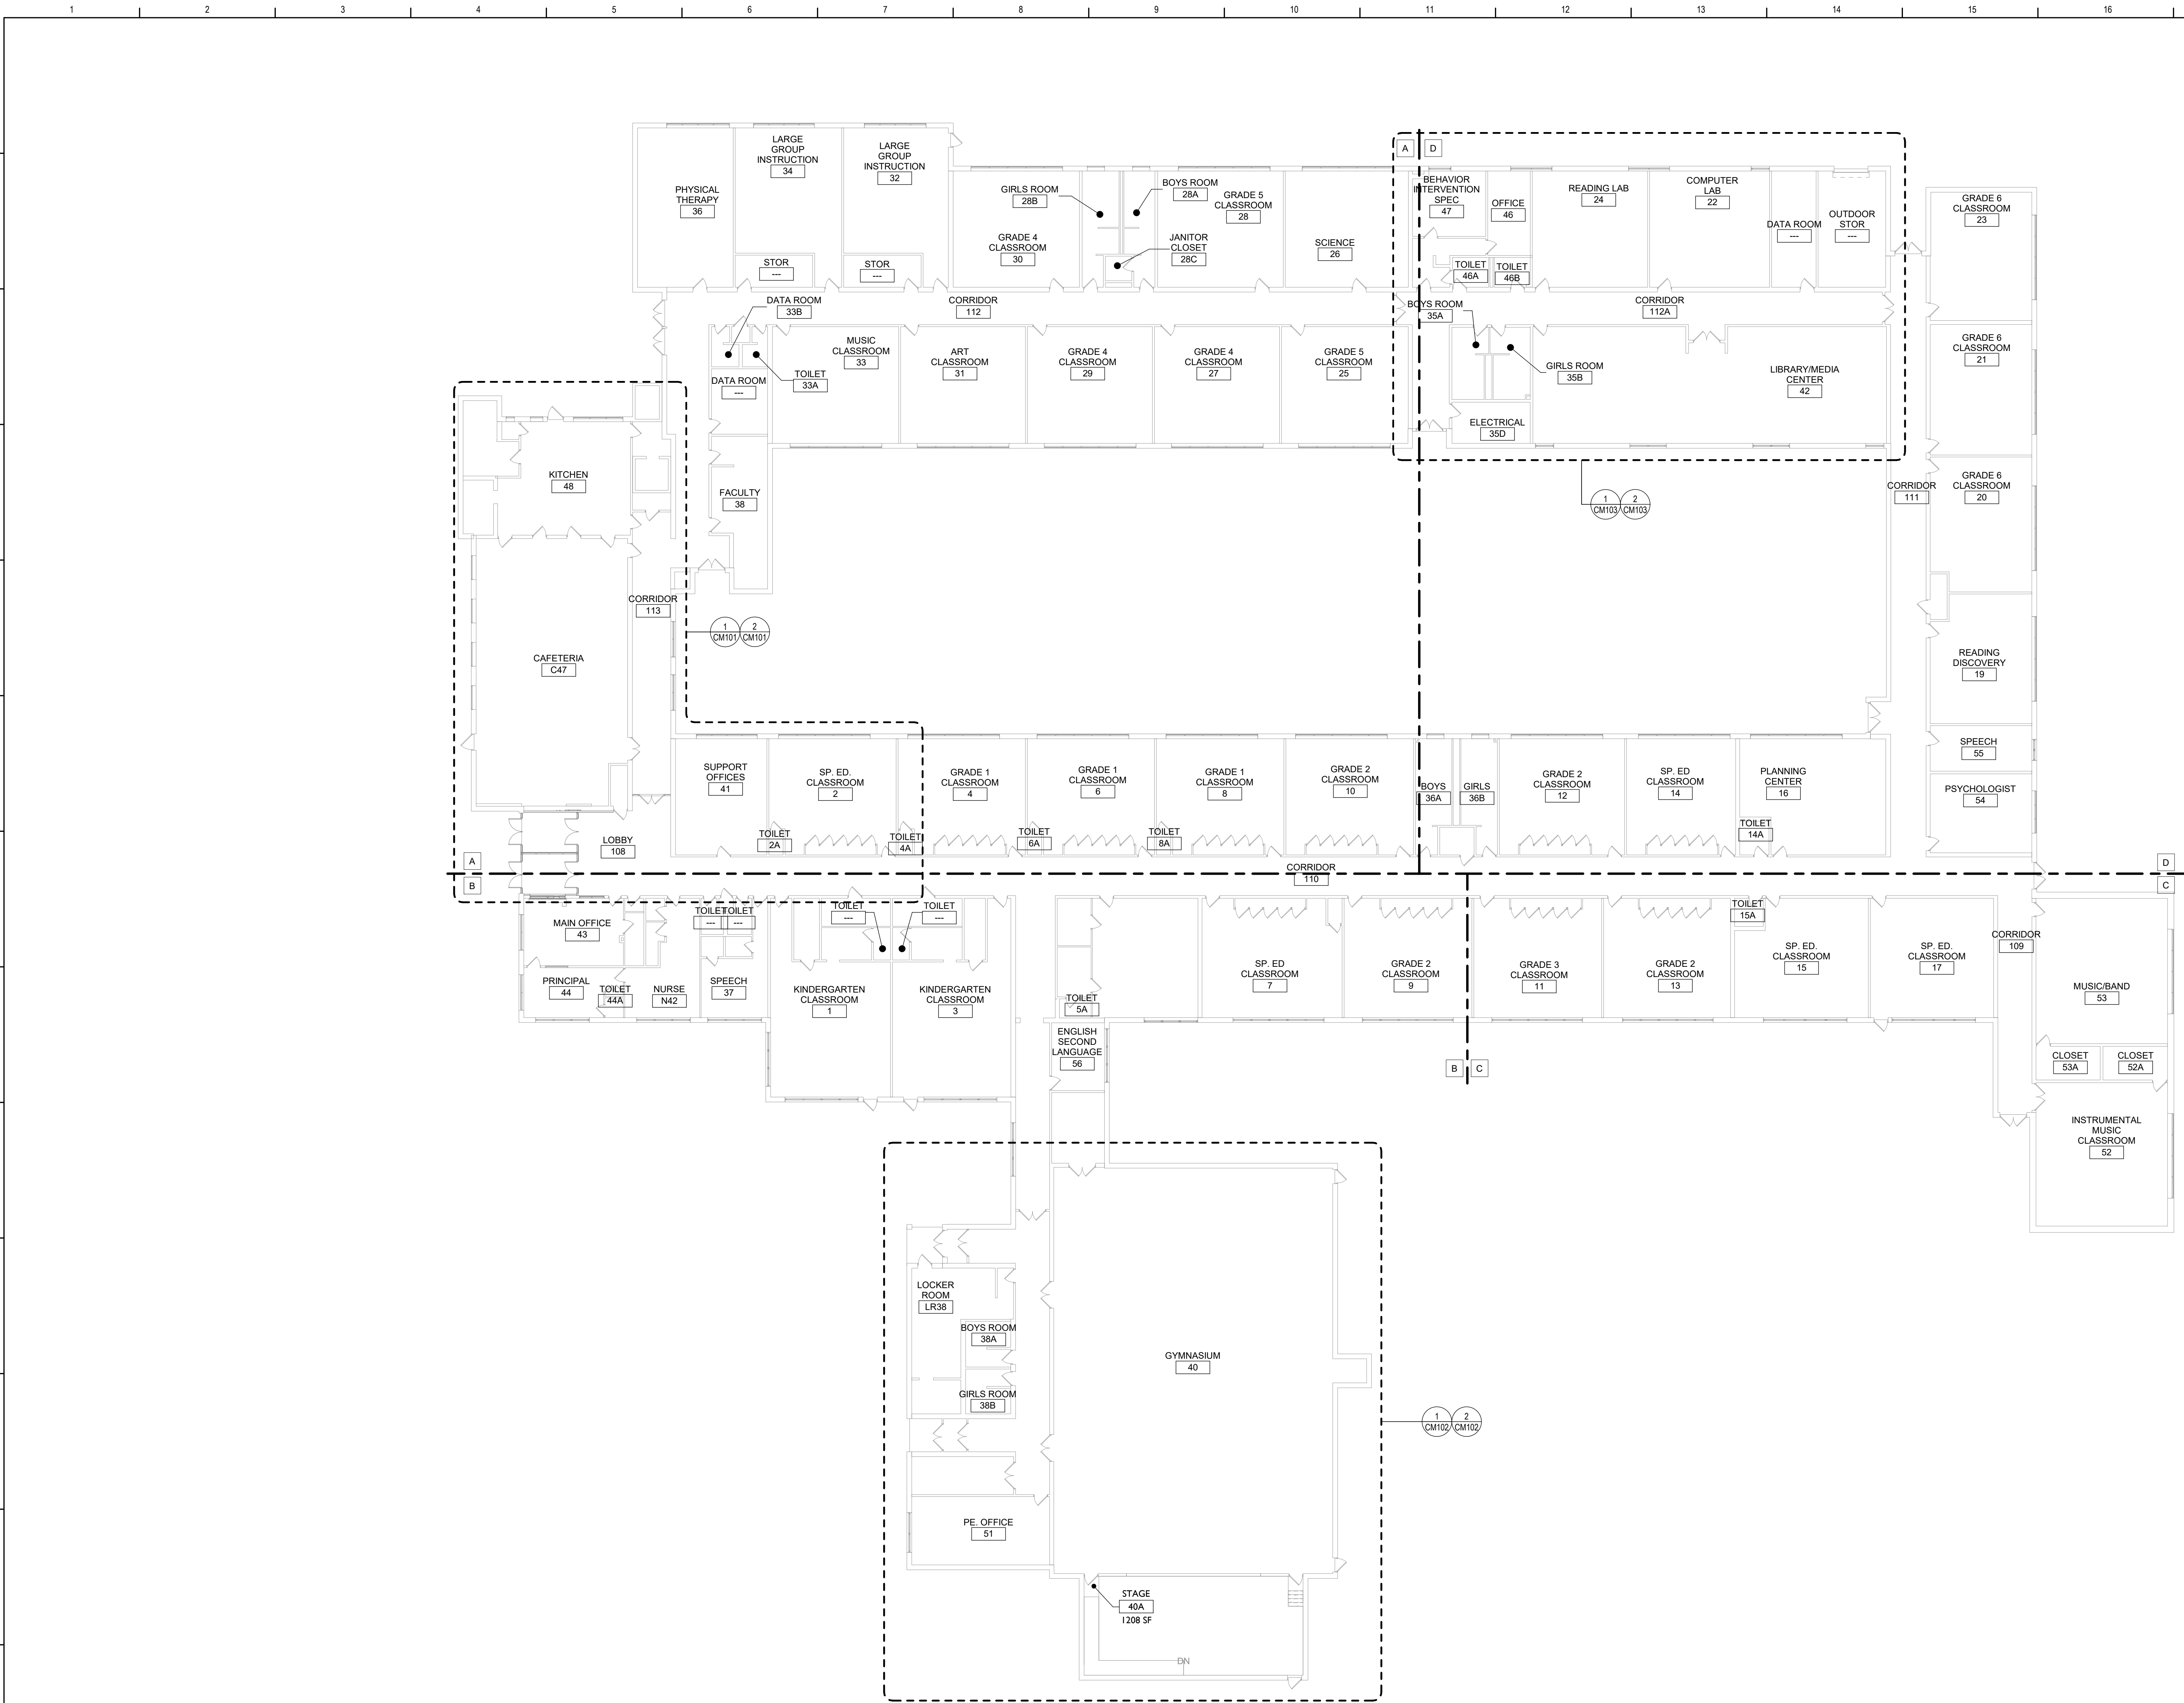 1 2 3 4 5 6 7 8 9 10 11 12 13 14 15 16
LARGE
GROUP
INSTRUCTION
34
LARGE
GROUP
INSTRUCTION
32
PHYSICAL
THERAPY
36
STOR
---
STOR
---
GIRLS ROOM
28B
BOYS ROOM
28A
GRADE 5
CLASSROOM
28
GRADE 4
CLASSROOM
30
JANITOR
CLOSET
28C
SCIENCE
26
A D
BEHAVIOR
INTERVENTION
SPEC
47
OFFICE
46
READING LAB
24
COMPUTER
LAB
22
DATA ROOM
---
OUTDOOR
STOR
---
TOILET
46A
TOILET
46B
GRADE 6
CLASSROOM
23
DATA ROOM
33B
CORRIDOR
112
BOYS ROOM
35A
CORRIDOR
112A
MUSIC
CLASSROOM
33
ART
CLASSROOM
31
GRADE 4
CLASSROOM
29
GRADE 4
CLASSROOM
27
GRADE 5
CLASSROOM
25
GRADE 6
CLASSROOM
21
DATA ROOM
---
TOILET
33A
GIRLS ROOM
35B
LIBRARY/MEDIA
CENTER
42
ELECTRICAL
35D
KITCHEN
48
FACULTY
38
1 2
CM103 CM103
CORRIDOR
111
GRADE 6
CLASSROOM
20
CORRIDOR
113
1 2
CM101 CM101
CAFETERIA
C47
READING
DISCOVERY
19
SPEECH
55
PSYCHOLOGIST
54
SUPPORT
OFFICES
41
SP. ED.
CLASSROOM
2
GRADE 1
CLASSROOM
4
GRADE 1
CLASSROOM
6
GRADE 1
CLASSROOM
8
GRADE 2
CLASSROOM
10
BOYS
36A
GIRLS
36B
GRADE 2
CLASSROOM
12
SP. ED
CLASSROOM
14
PLANNING
CENTER
16
TOILET
2A
TOILET
4A
TOILET
6A
TOILET
8A
TOILET
14A
LOBBY
108
A
B
CORRIDOR
110
D
C
MAIN OFFICE
43
TOILET
---
TOILET
---
TOILET
---
TOILET
---
TOILET
15A
PRINCIPAL
44
TOILET
44A
NURSE
N42
SPEECH
37
KINDERGARTEN
CLASSROOM
1
KINDERGARTEN
CLASSROOM
3
TOILET
5A
SP. ED
CLASSROOM
7
GRADE 2
CLASSROOM
9
GRADE 3
CLASSROOM
11
GRADE 2
CLASSROOM
13
SP. ED.
CLASSROOM
15
SP. ED.
CLASSROOM
17
CORRIDOR
109
MUSIC/BAND
53
ENGLISH
SECOND
LANGUAGE
56
B C
CLOSET
53A
CLOSET
52A
INSTRUMENTAL
MUSIC
CLASSROOM
52
LOCKER
ROOM
LR38
BOYS ROOM
38A
GIRLS ROOM
38B
GYMNASIUM
40
1 2
CM102 CM102
PE. OFFICE
51
STAGE
40A
1208 SF
DN